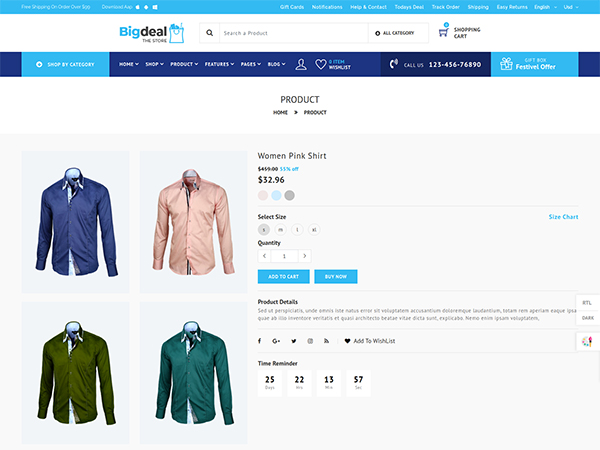 Free Shipping On Order Over $99 Download App Gift Cards Notifications Help & Contact Todays Deal Track Order Shipping Easy Returns English Usd
Bigdeal
THE STORE
Search a Product
ALL CATEGORY
0
SHOPPING
CART
SHOP BY CATEGORY
HOME SHOP PRODUCT FEATURES PAGES BLOG
0 ITEM
WISHLIST
CALL US 123-456-76890
GIFT BOX
Festivel Offer
PRODUCT
HOME » PRODUCT
Women Pink Shirt
$459.00 55% off
$32.96
Select Size Size Chart
s m l xl
Quantity
< 1 >
ADD TO CART BUY NOW
Product Details
Sed ut perspiciatis, unde omnis iste natus error sit voluptatem accusantium doloremque laudantium, totam rem aperiam eaque ipsa,
quae ab illo inventore veritatis et quasi architecto beatae vitae dicta sunt, explicabo. Nemo enim ipsam voluptatem,
RTL
DARK
Add To WishList
Time Reminder
25 22 13 57
Days Hrs Min Sec